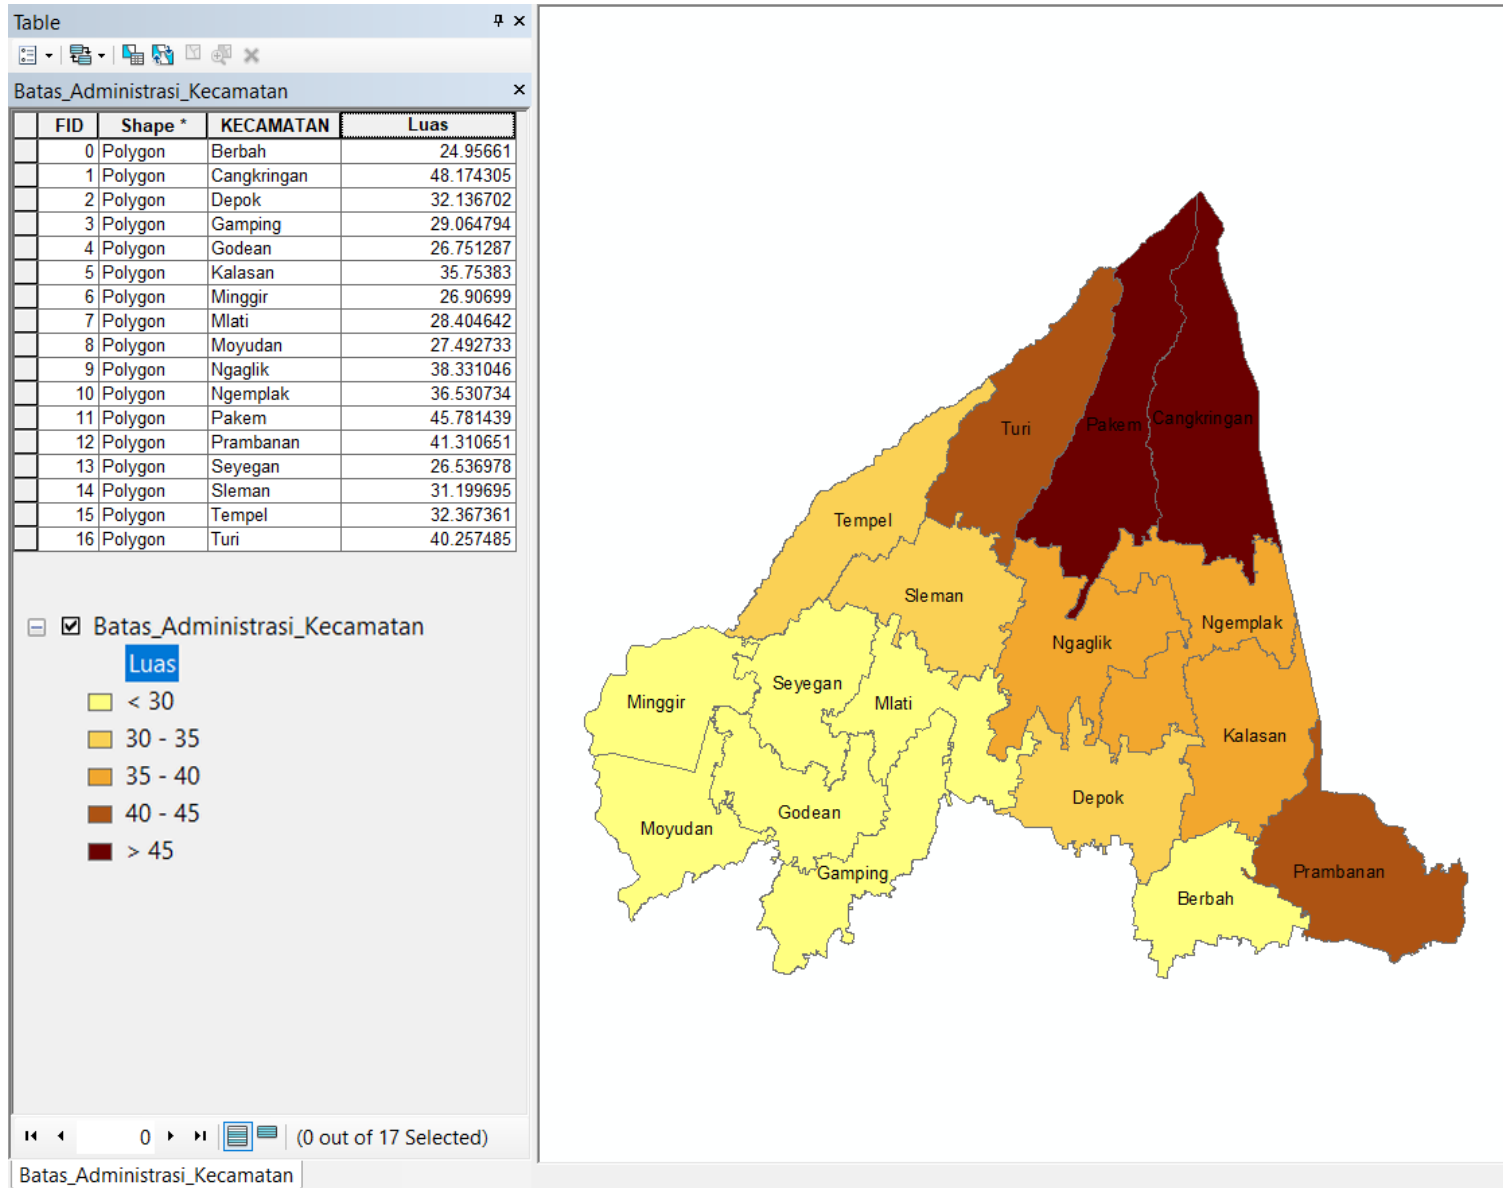 Table
Batas_Administrasi_Kecamatan
FID Shape * KECAMATAN Luas
0 Polygon Berbah 24.95661
1 Polygon Cangkringan 48.174305
2 Polygon Depok 32.136702
3 Polygon Gamping 29.064794
4 Polygon Godean 26.751287
5 Polygon Kalasan 35.75383
6 Polygon Minggir 26.90699
7 Polygon Mlati 28.404642
8 Polygon Moyudan 27.492733
9 Polygon Ngaglik 38.331046
10 Polygon Ngemplak 36.530734
11 Polygon Pakem 45.781439
12 Polygon Prambanan 41.310651
13 Polygon Seyegan 26.536978
14 Polygon Sleman 31.199695
15 Polygon Tempel 32.367361
16 Polygon Turi 40.257485
Batas_Administrasi_Kecamatan
Luas
< 30
30 - 35
35 - 40
40 - 45
> 45
0 (0 out of 17 Selected)
Batas_Administrasi_Kecamatan
Cangkringan
Pakem
Turi
Tempel
Sleman
Ngemplak
Ngaglik
Seyegan
Minggir
Mlati
Kalasan
Depok
Godean
Moyudan
Gamping
Prambanan
Berbah